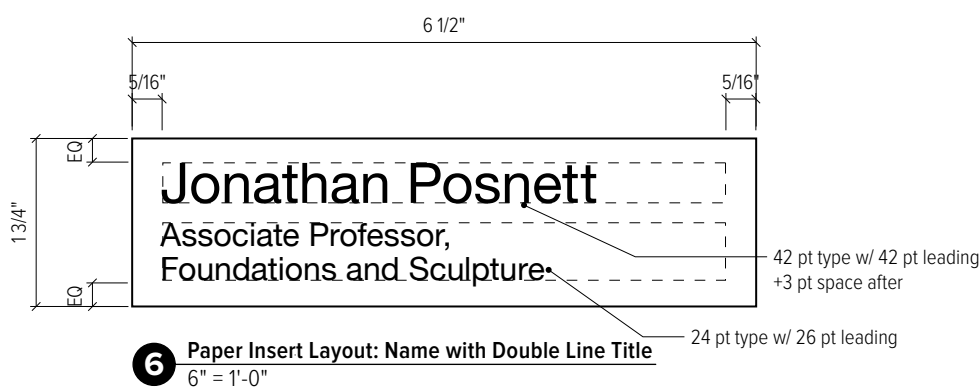 6 1/2"
5/16"
5/16"
EQ
1 3/4"
Jonathan Posnett
Associate Professor,
Foundations and Sculpture
EQ
42 pt type w/ 42 pt leading
+3 pt space after
24 pt type w/ 26 pt leading
6
Paper Insert Layout: Name with Double Line Title
6" = 1'-0"